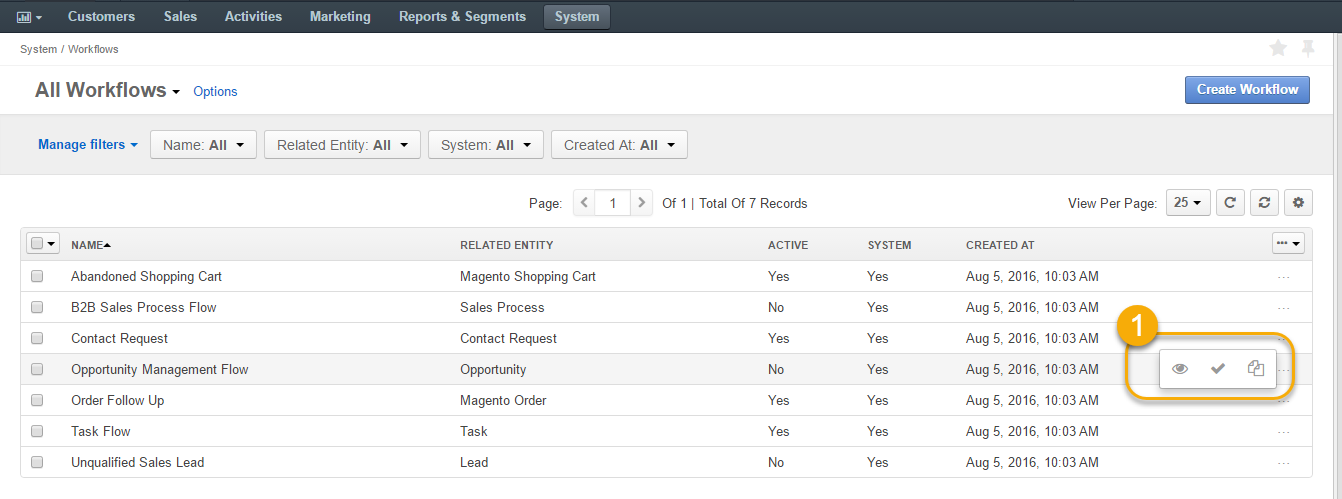 Customers Sales Activities Marketing Reports & Segments System
System / Workflows
All Workflows Options Create Workflow
Manage filters Name: All Related Entity: All System: All Created At: All
Page: 1 Of 1 | Total Of 7 Records View Per Page: 25
NAME RELATED ENTITY ACTIVE SYSTEM CREATED AT
Abandoned Shopping Cart Magento Shopping Cart Yes Yes Aug 5, 2016, 10:03 AM
B2B Sales Process Flow Sales Process No Yes Aug 5, 2016, 10:03 AM
1
Contact Request Contact Request Yes Yes Aug 5, 2016, 10:03 AM
Opportunity Management Flow Opportunity No Yes Aug 5, 2016, 10:03 AM
Order Follow Up Magento Order Yes Yes Aug 5, 2016, 10:03 AM
Task Flow Task Yes Yes Aug 5, 2016, 10:03 AM
Unqualified Sales Lead Lead No Yes Aug 5, 2016, 10:03 AM